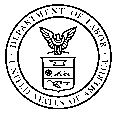 DEPARTMENT OF LABOR
UNITED STATES OF AMERICA